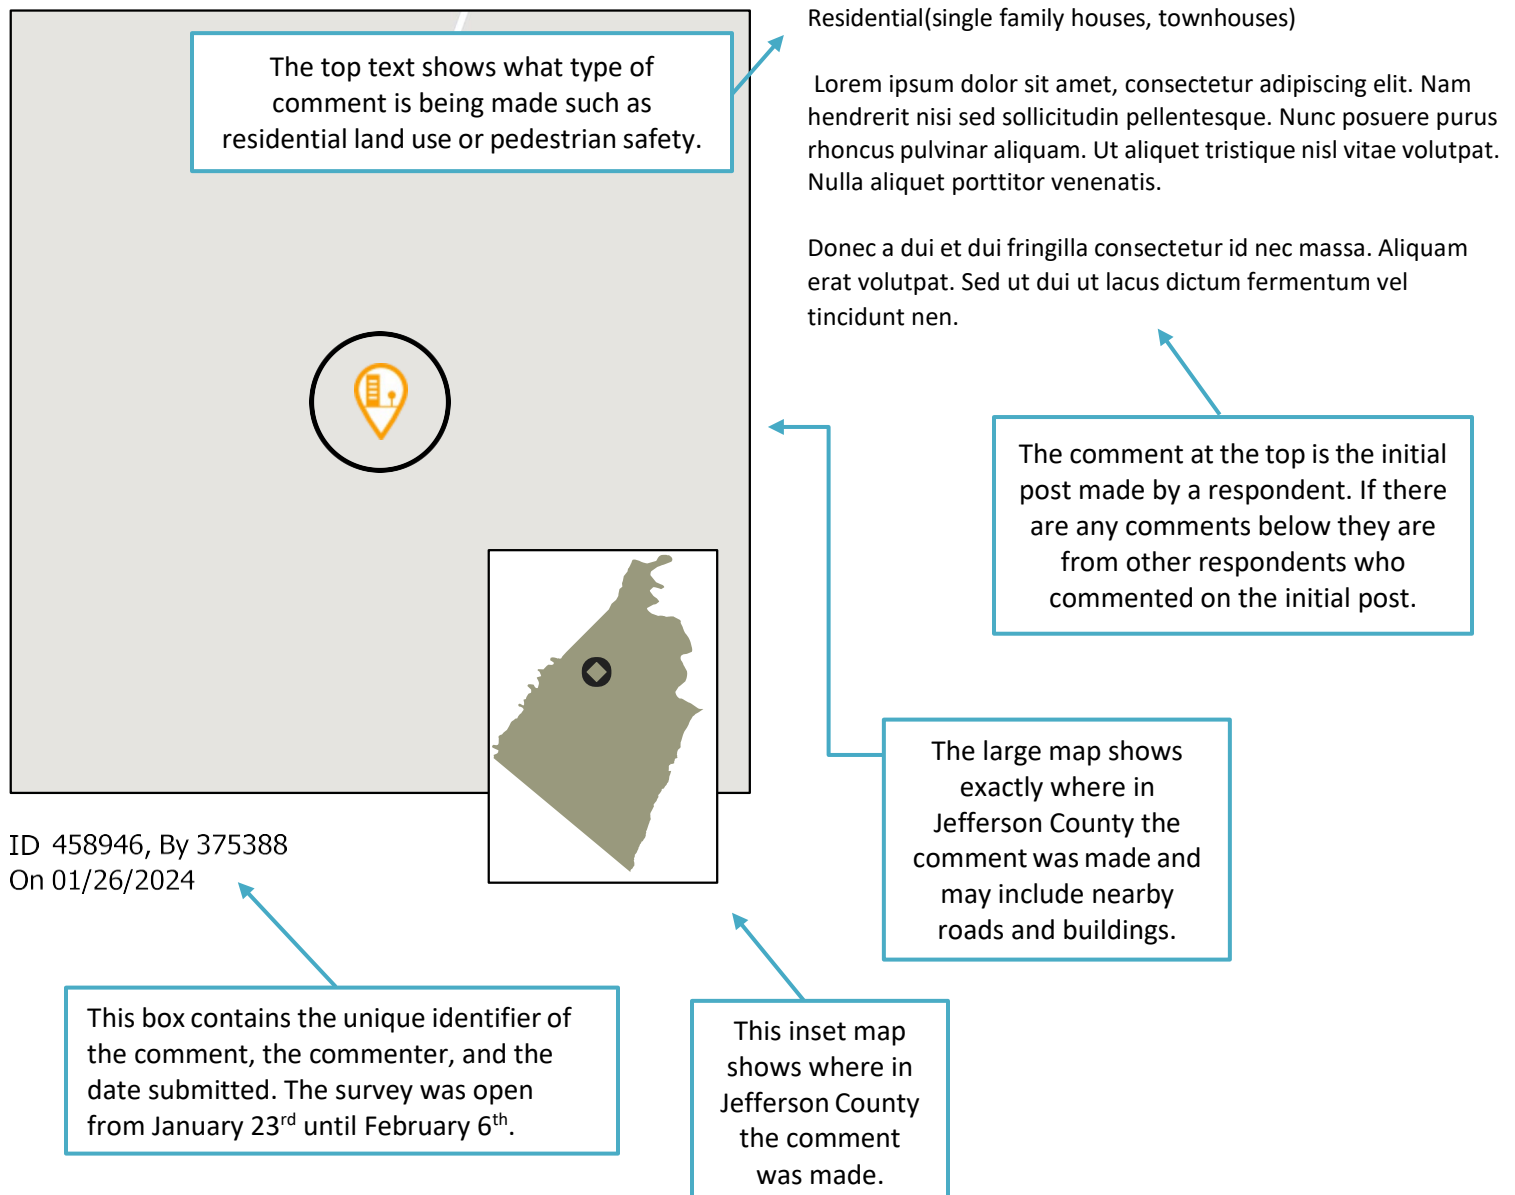 The top text shows what type of
comment is being made such as
residential land use or pedestrian safety.
Residential(single family houses, townhouses)
Lorem ipsum dolor sit amet, consectetur adipiscing elit. Nam
hendrerit nisi sed sollicitudin pellentesque. Nunc posuere purus
rhoncus pulvinar aliquam. Ut aliquet tristique nisl vitae volutpat.
Nulla aliquet porttitor venenatis.
Donec a dui et dui fringilla consectetur id nec massa. Aliquam
erat volutpat. Sed ut dui ut lacus dictum fermentum vel
tincidunt nen.
The comment at the top is the initial
post made by a respondent. If there
are any comments below they are
from other respondents who
commented on the initial post.
The large map shows
exactly where in
Jefferson County the
comment was made and
may include nearby
roads and buildings.
ID 458946, By 375388
On 01/26/2024
This box contains the unique identifier of
the comment, the commenter, and the
date submitted. The survey was open
from January 23rd until February 6th.
This inset map
shows where in
Jefferson County
the comment
was made.